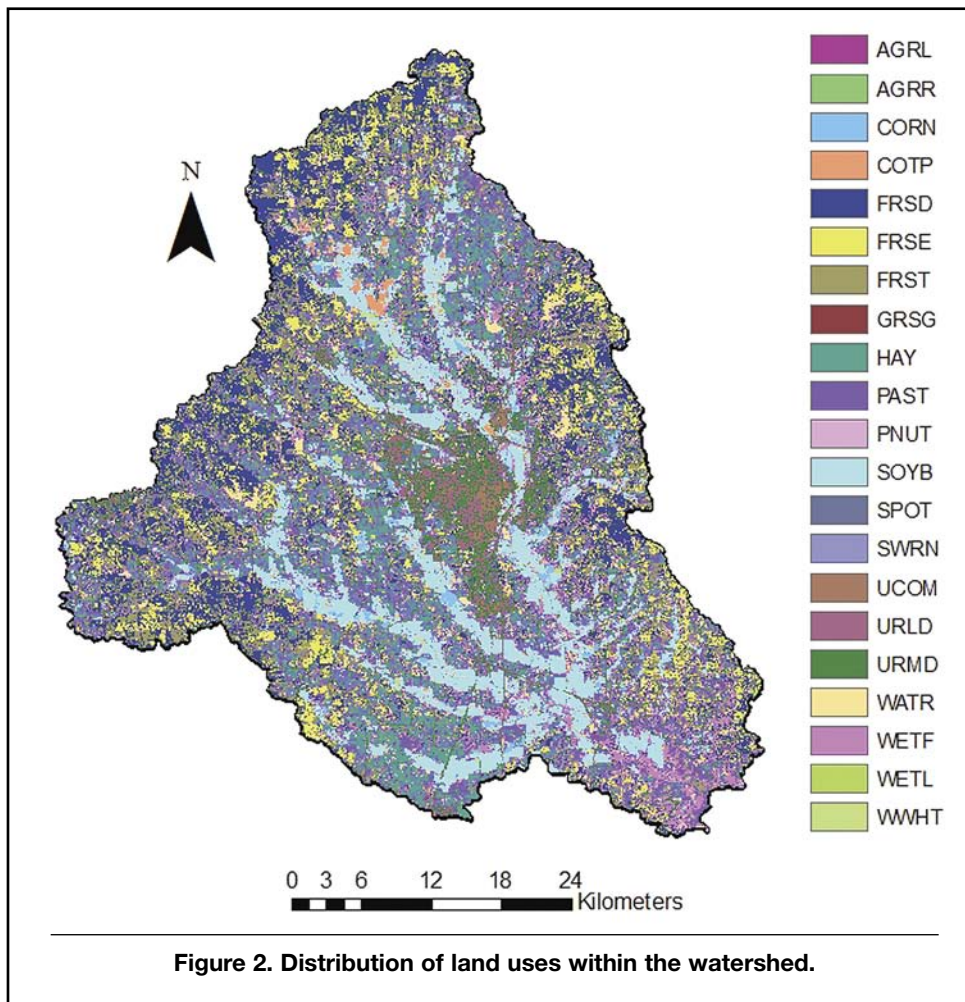 N
AGRL
AGRR
CORN
COTP
FRSD
FRSE
FRST
GRSG
HAY
PAST
PNUT
SOYB
SPOT
SWRN
UCOM
URLD
URMD
WATR
WETF
WETL
WWHT
0 3 6 12 18 24
Kilometers
Figure 2. Distribution of land uses within the watershed.